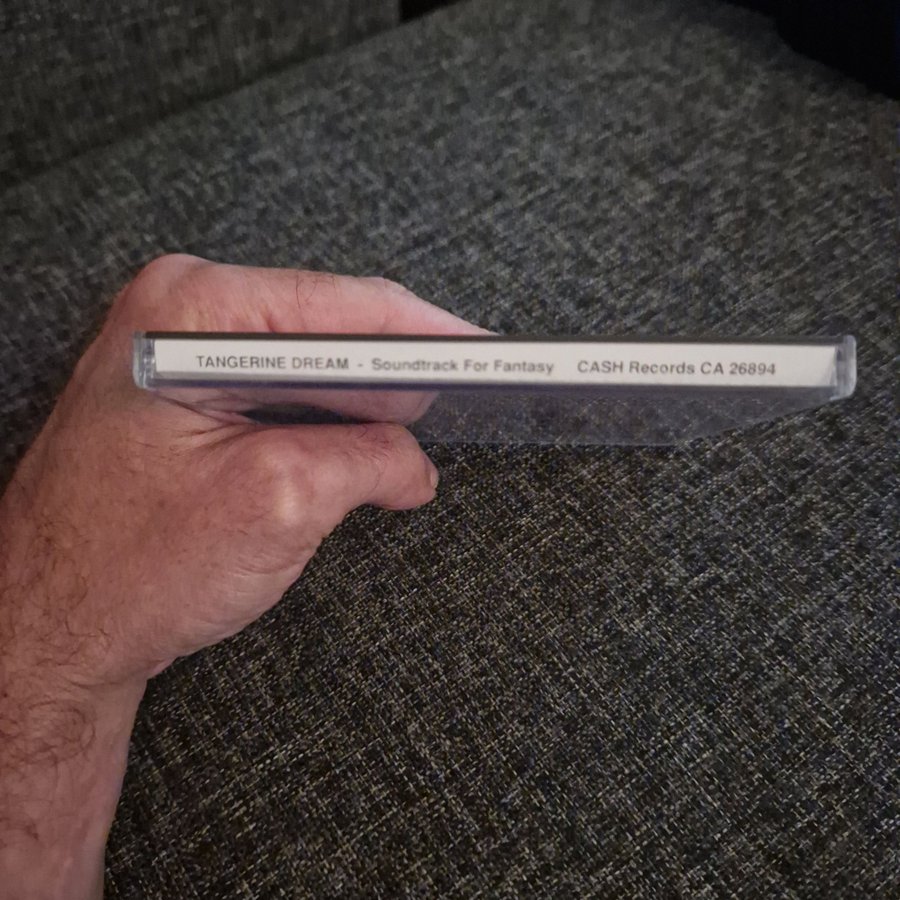 TANGERINE DREAM - Soundtrack For Fantasy CASH Records CA 26894